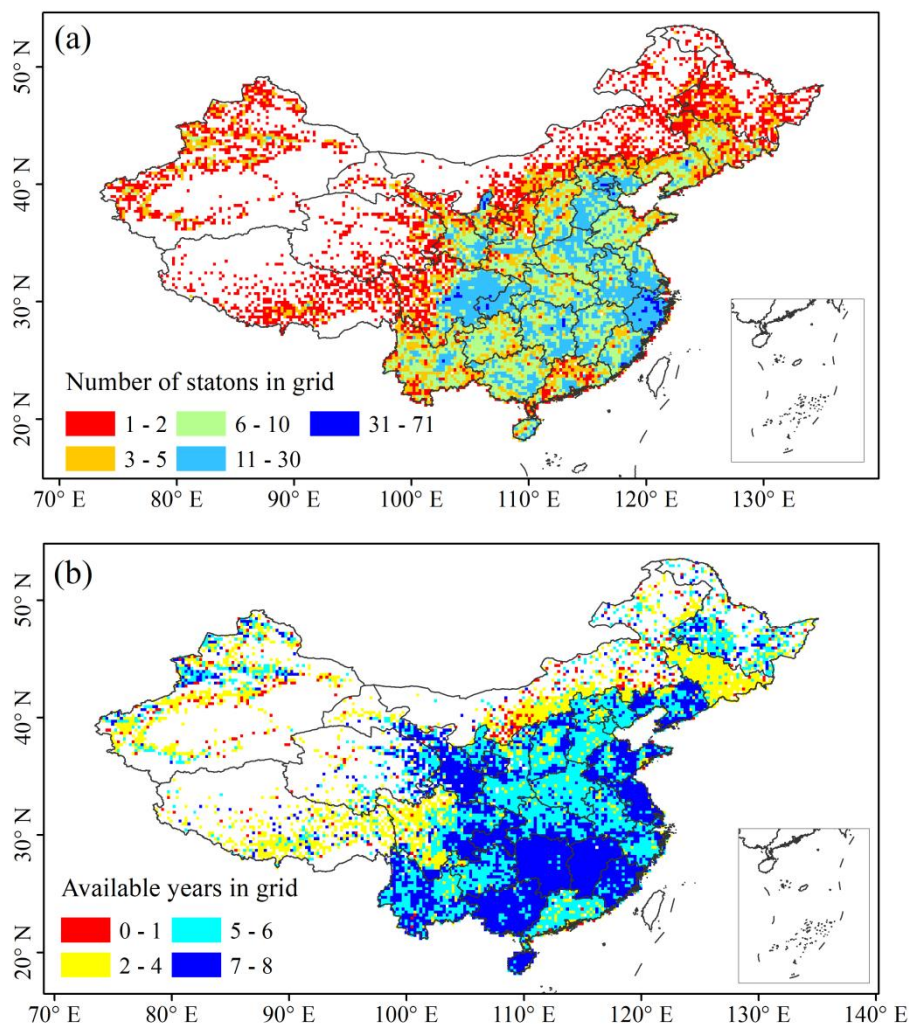 (a)
50° N
40° N
30° N
20° N
Number of statons in grid
1 - 2
6 - 10
31 - 71
3 - 5
11 - 30
70° E
80° E
90° E
100° E
110° E
120° E
130° E
(b)
50° N
40° N
30° N
20° N
Available years in grid
0 - 1
5 - 6
2 - 4
7 - 8
70° E
80° E
90° E
100° E
110° E
120° E
130° E
140° E